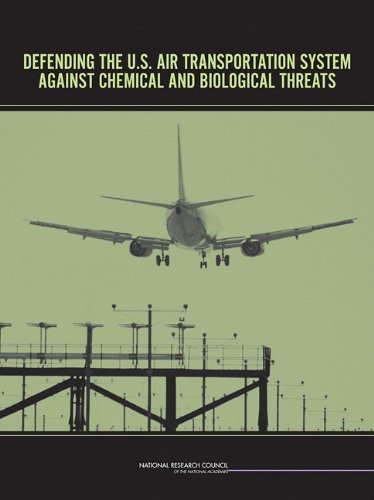 DEFENDING THE U.S. AIR TRANSPORTATION SYSTEM
AGAINST CHEMICAL AND BIOLOGICAL THREATS
NATIONAL RESEARCH COUNCIL
OF THE NATIONAL ACADEMIES